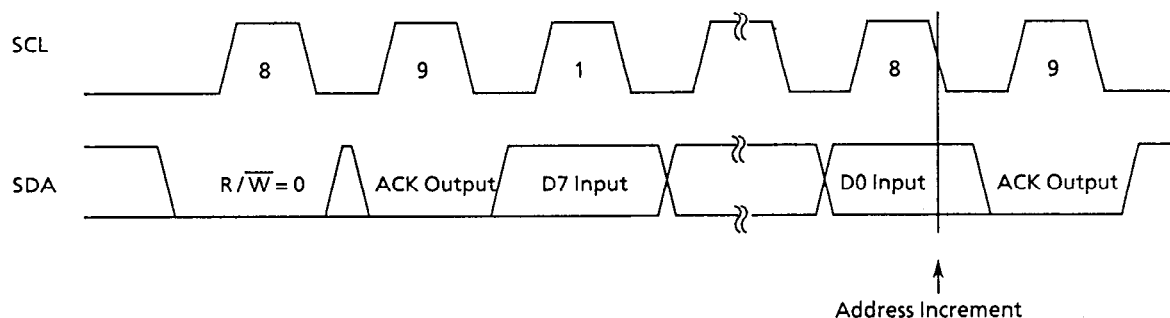 SCL
8 9 1 8 9
SDA
R/W̅ = 0 ACK Output D7 Input D0 Input ACK Output
Address Increment